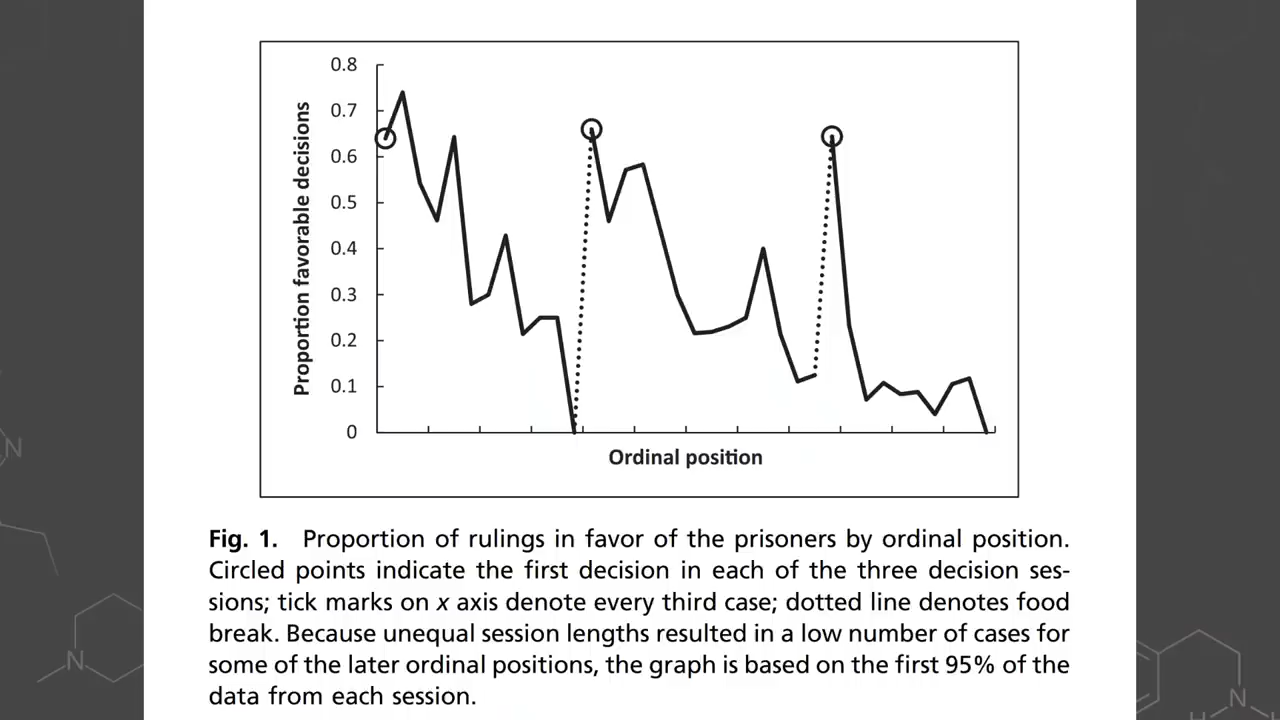 0.8
0.7
0.6
0.5
0.4
0.3
0.2
0.1
0
Proportion favorable decisions
Ordinal position
Fig. 1. Proportion of rulings in favor of the prisoners by ordinal position.
Circled points indicate the first decision in each of the three decision ses-
sions; tick marks on x axis denote every third case; dotted line denotes food
break. Because unequal session lengths resulted in a low number of cases for
some of the later ordinal positions, the graph is based on the first 95% of the
data from each session.
N
N
N